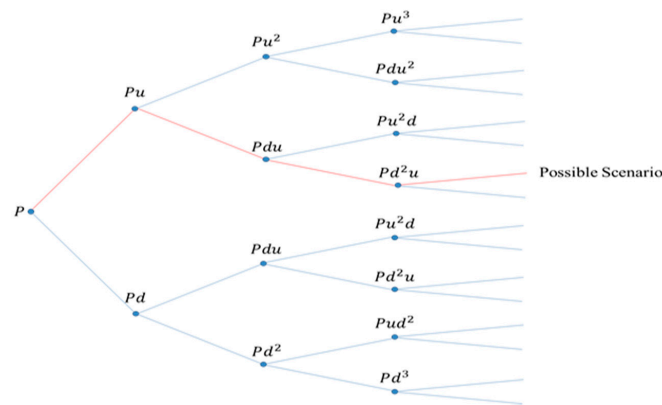 Pu³
Pu²
Pdu²
Pu
Pu²d
Pdu
Pd²u
Possible Scenario
P
Pu²d
Pdu
Pd²u
Pd
Pud²
Pd²
Pd³